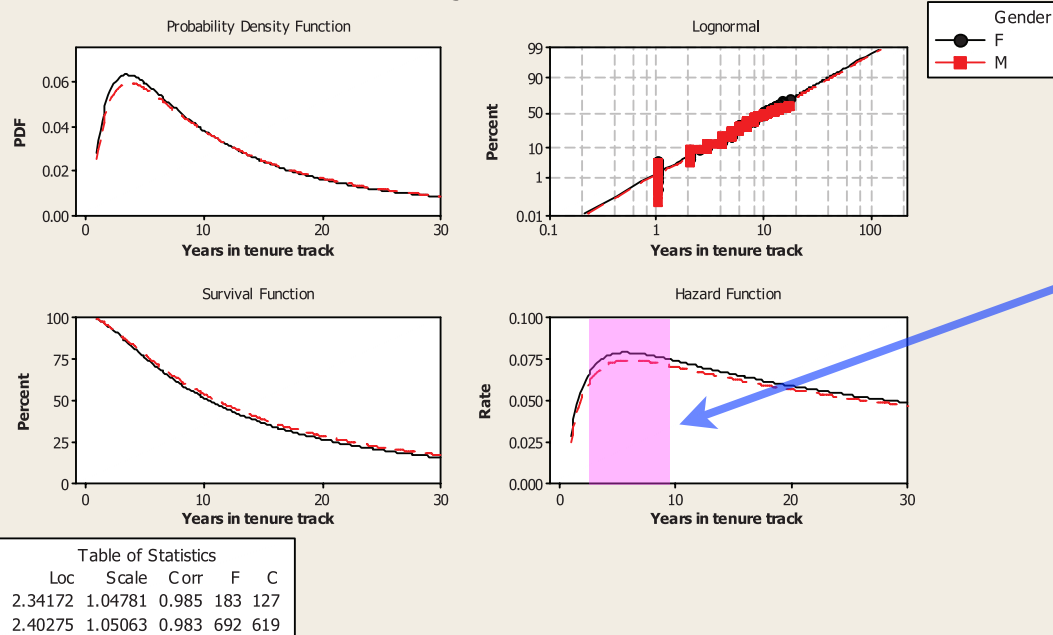 Probability Density Function
PDF
0.06
0.04
0.02
0.00
0 10 20 30
Years in tenure track
Lognormal
Percent
99
90
50
10
1
0.01
0.1 1 10 100
Years in tenure track
Gender
F
M
Survival Function
Percent
100
75
50
25
0
0 10 20 30
Years in tenure track
Hazard Function
Rate
0.100
0.075
0.050
0.025
0.000
0 10 20 30
Years in tenure track
Table of Statistics
Loc Scale Corr F C
2.34172 1.04781 0.985 183 127
2.40275 1.05063 0.983 692 619